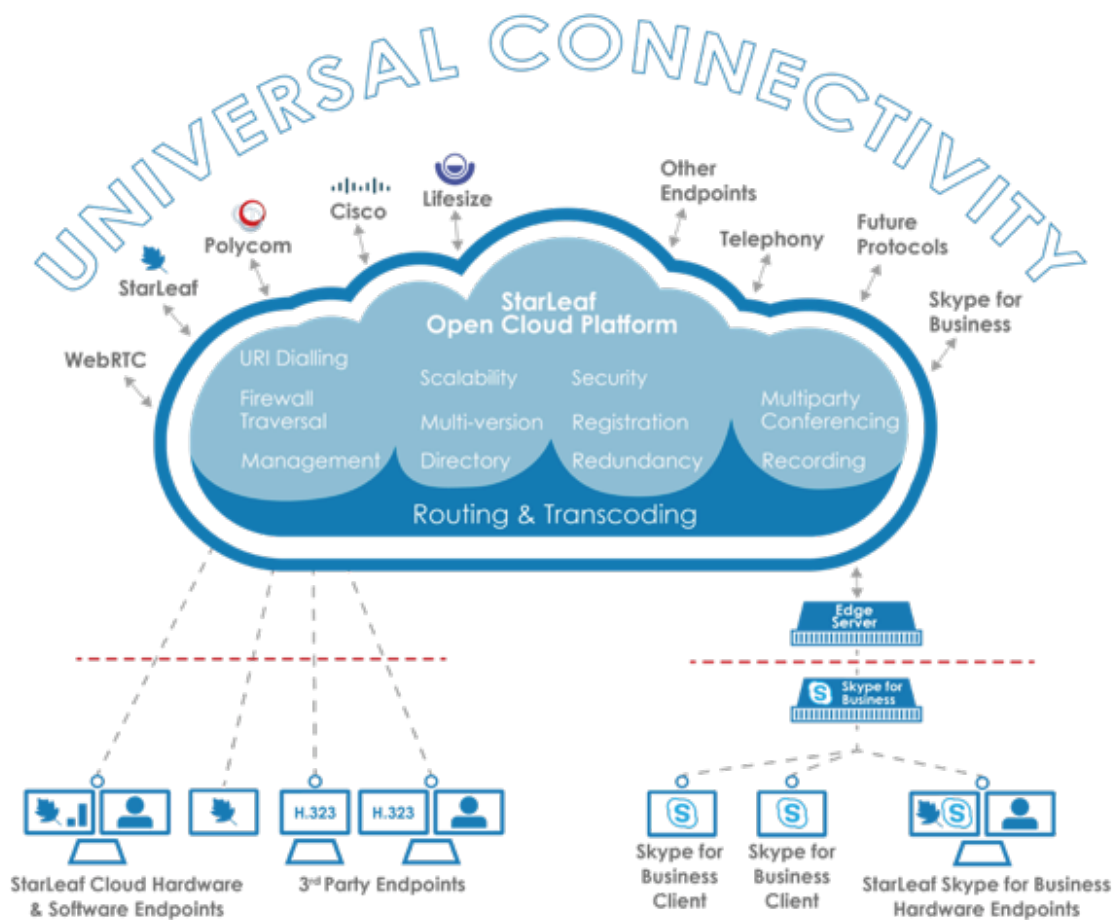 UNIVERSAL CONNECTIVITY
WebRTC
StarLeaf
Polycom
Cisco
Lifesize
Other
Endpoints
Telephony
Future
Protocols
Skype for
Business
StarLeaf
Open Cloud Platform
URI Dialling
Firewall
Traversal
Management
Scalability
Multi-version
Directory
Security
Registration
Redundancy
Multiparty
Conferencing
Recording
Routing & Transcoding
Edge
Server
S Skype for
Business
H.323
H.323
S
S
S
StarLeaf Cloud Hardware
& Software Endpoints
3rd Party Endpoints
Skype for
Business
Client
Skype for
Business
Client
StarLeaf Skype for Business
Hardware Endpoints